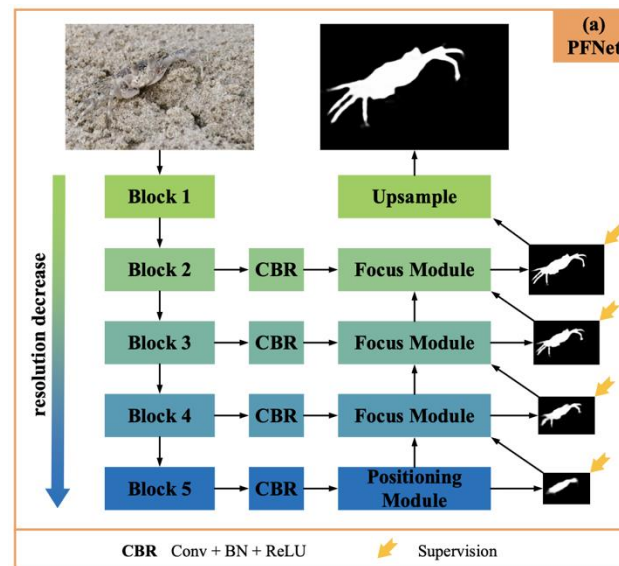 (a)
PFNet
resolution decrease
Block 1
Upsample
Block 2
CBR
Focus Module
Block 3
CBR
Focus Module
Block 4
CBR
Focus Module
Block 5
CBR
Positioning
Module
CBR Conv + BN + ReLU
Supervision